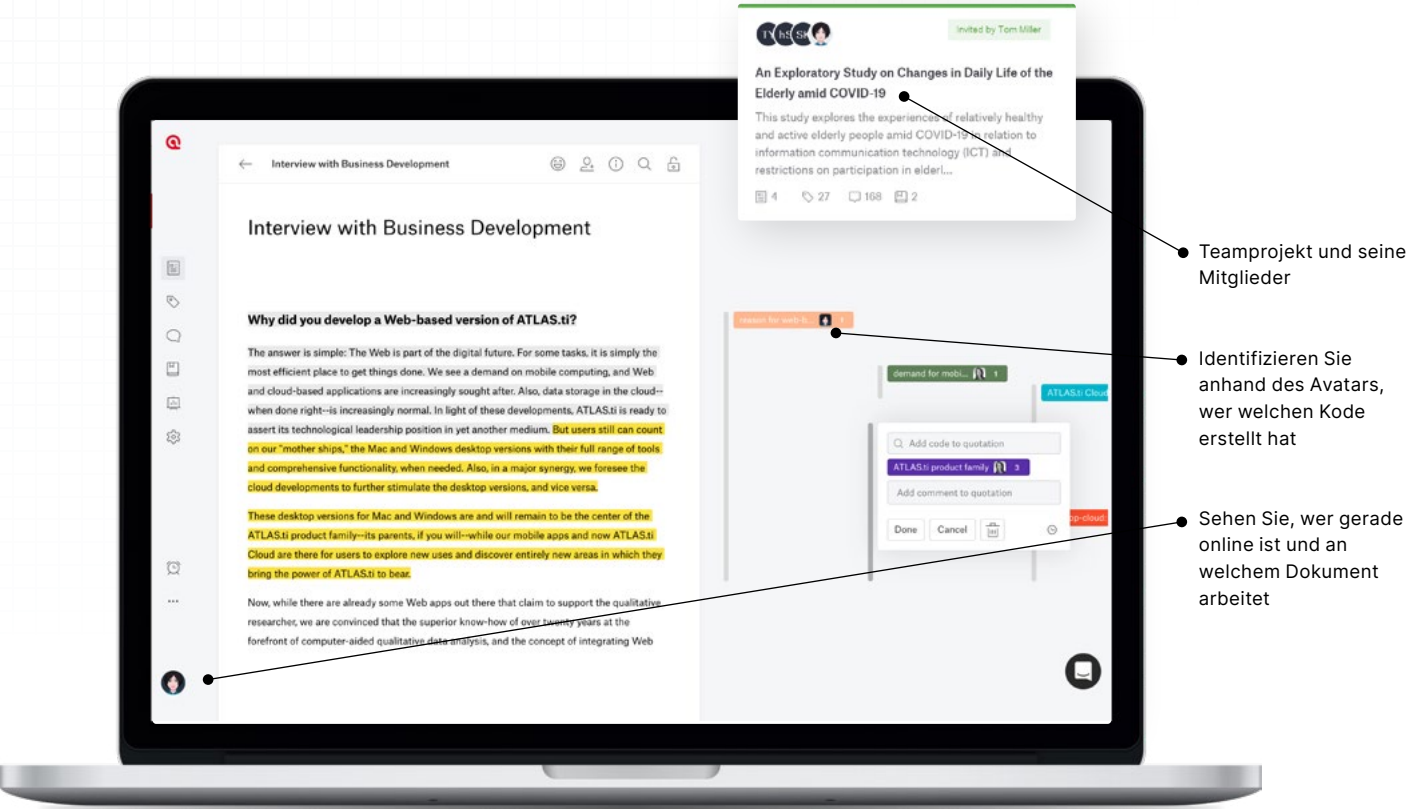 Invited by Tom Miller
An Exploratory Study on Changes in Daily Life of the
Elderly amid COVID-19
This study explores the experiences of relatively healthy
and active elderly people amid COVID-19 in relation to
information communication technology (ICT) and
restrictions on participation in elderl...
4 27 168 2
Interview with Business Development
Interview with Business Development
Why did you develop a Web-based version of ATLAS.ti?
The answer is simple: The Web is part of the digital future. For some tasks, it is simply the
most efficient place to get things done. We see a demand on mobile computing, and Web
and cloud-based applications are increasingly sought after. Also, data storage in the cloud--
when done right--is increasingly normal. In light of these developments, ATLAS.ti is ready to
assert its technological leadership position in yet another medium. But users still can count
on our "mother ships," the Mac and Windows desktop versions with their full range of tools
and comprehensive functionality, when needed. Also, in a major synergy, we foresee the
cloud developments to further stimulate the desktop versions, and vice versa.
These desktop versions for Mac and Windows are and will remain to be the center of the
ATLAS.ti product family--its parents, if you will--while our mobile apps and now ATLAS.ti
Cloud are there for users to explore new uses and discover entirely new areas in which they
bring the power of ATLAS.ti to bear.
Now, while there are already some Web apps out there that claim to support the qualitative
researcher, we are convinced that the superior know-how of over twenty years at the
forefront of computer-aided qualitative data analysis, and the concept of integrating Web
reason for web-b... 1
demand for mobi... 1
ATLAS.ti Cloud
Add code to quotation
ATLAS.ti product family 3
Add comment to quotation
Done Cancel
op-cloud:
Teamprojekt und seine
Mitglieder
Identifizieren Sie
anhand des Avatars,
wer welchen Kode
erstellt hat
Sehen Sie, wer gerade
online ist und an
welchem Dokument
arbeitet